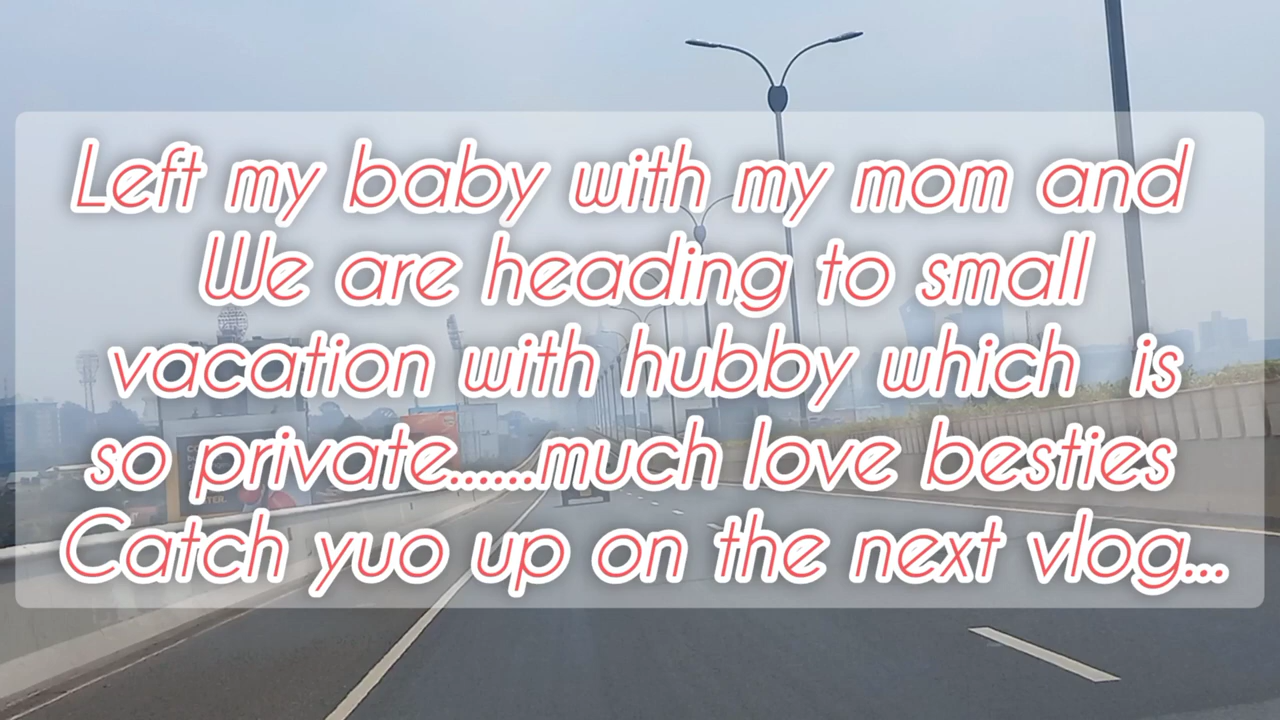 Left my baby with my mom and
We are heading to small
vacation with hubby which is
so private......much love besties
Catch yuo up on the next vlog...